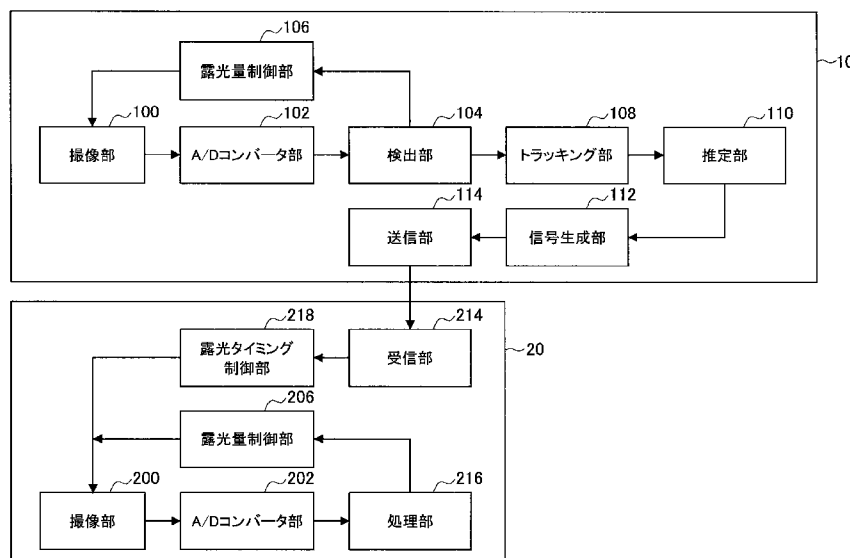 106
露光量制御部
10
100
102
104
108
110
撮像部
A/Dコンバータ部
検出部
トラッキング部
推定部
114
112
送信部
信号生成部
218
214
20
露光タイミング
制御部
受信部
206
露光量制御部
200
202
216
撮像部
A/Dコンバータ部
処理部